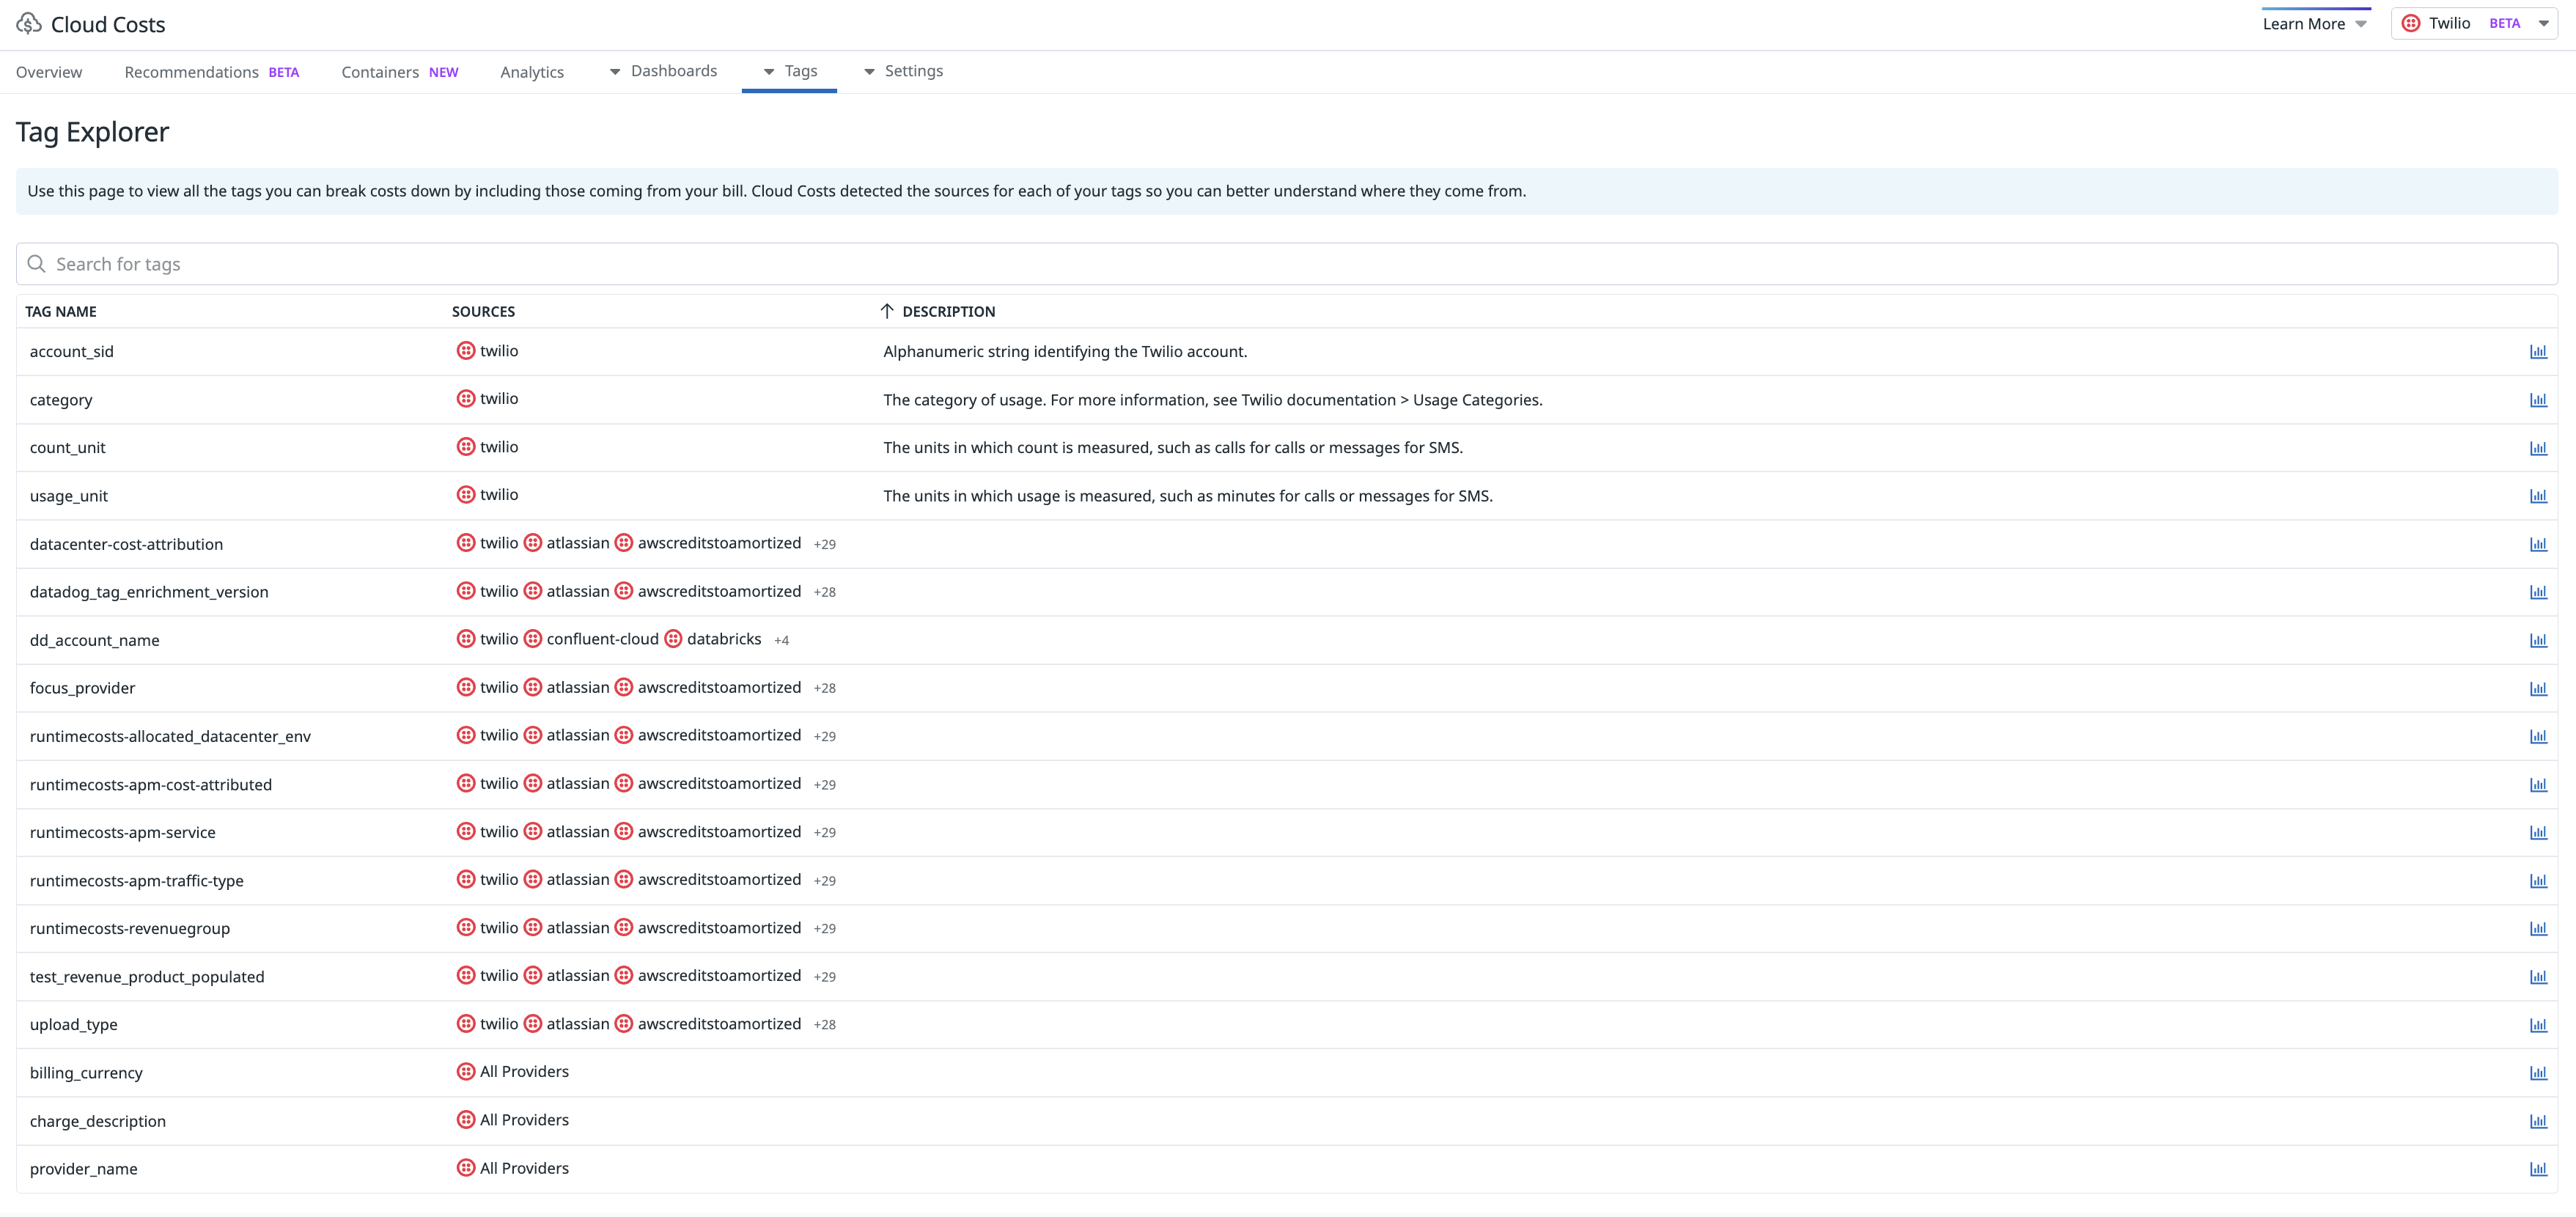 Cloud Costs
Learn More
Twilio BETA
Overview Recommendations BETA Containers NEW Analytics Dashboards Tags Settings
Tag Explorer
Use this page to view all the tags you can break costs down by including those coming from your bill. Cloud Costs detected the sources for each of your tags so you can better understand where they come from.
Search for tags
TAG NAME SOURCES DESCRIPTION
account_sid twilio Alphanumeric string identifying the Twilio account.
category twilio The category of usage. For more information, see Twilio documentation > Usage Categories.
count_unit twilio The units in which count is measured, such as calls for calls or messages for SMS.
usage_unit twilio The units in which usage is measured, such as minutes for calls or messages for SMS.
datacenter-cost-attribution twilio atlassian awscreditstoamortized +29
datadog_tag_enrichment_version twilio atlassian awscreditstoamortized +28
dd_account_name twilio confluent-cloud databricks +4
focus_provider twilio atlassian awscreditstoamortized +28
runtimecosts-allocated_datacenter_env twilio atlassian awscreditstoamortized +29
runtimecosts-apm-cost-attributed twilio atlassian awscreditstoamortized +29
runtimecosts-apm-service twilio atlassian awscreditstoamortized +29
runtimecosts-apm-traffic-type twilio atlassian awscreditstoamortized +29
runtimecosts-revenuegroup twilio atlassian awscreditstoamortized +29
test_revenue_product_populated twilio atlassian awscreditstoamortized +29
upload_type twilio atlassian awscreditstoamortized +28
billing_currency All Providers
charge_description All Providers
provider_name All Providers